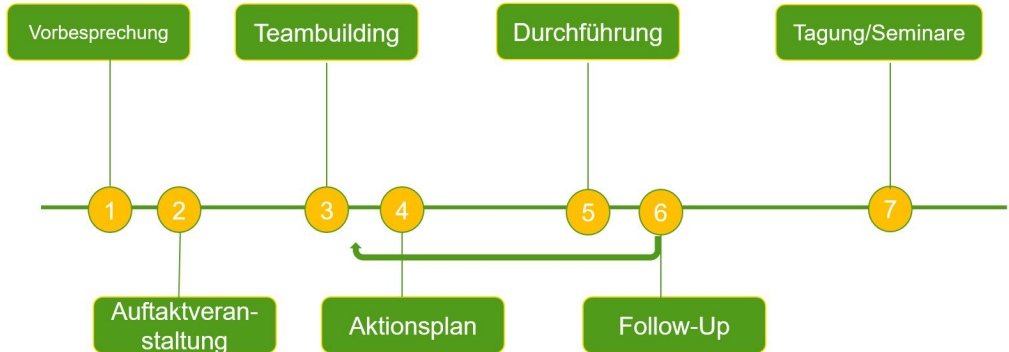 Vorbesprechung
Teambuilding
Durchführung
Tagung/Seminare
1
2
3
4
5
6
7
Auftaktveran-
staltung
Aktionsplan
Follow-Up